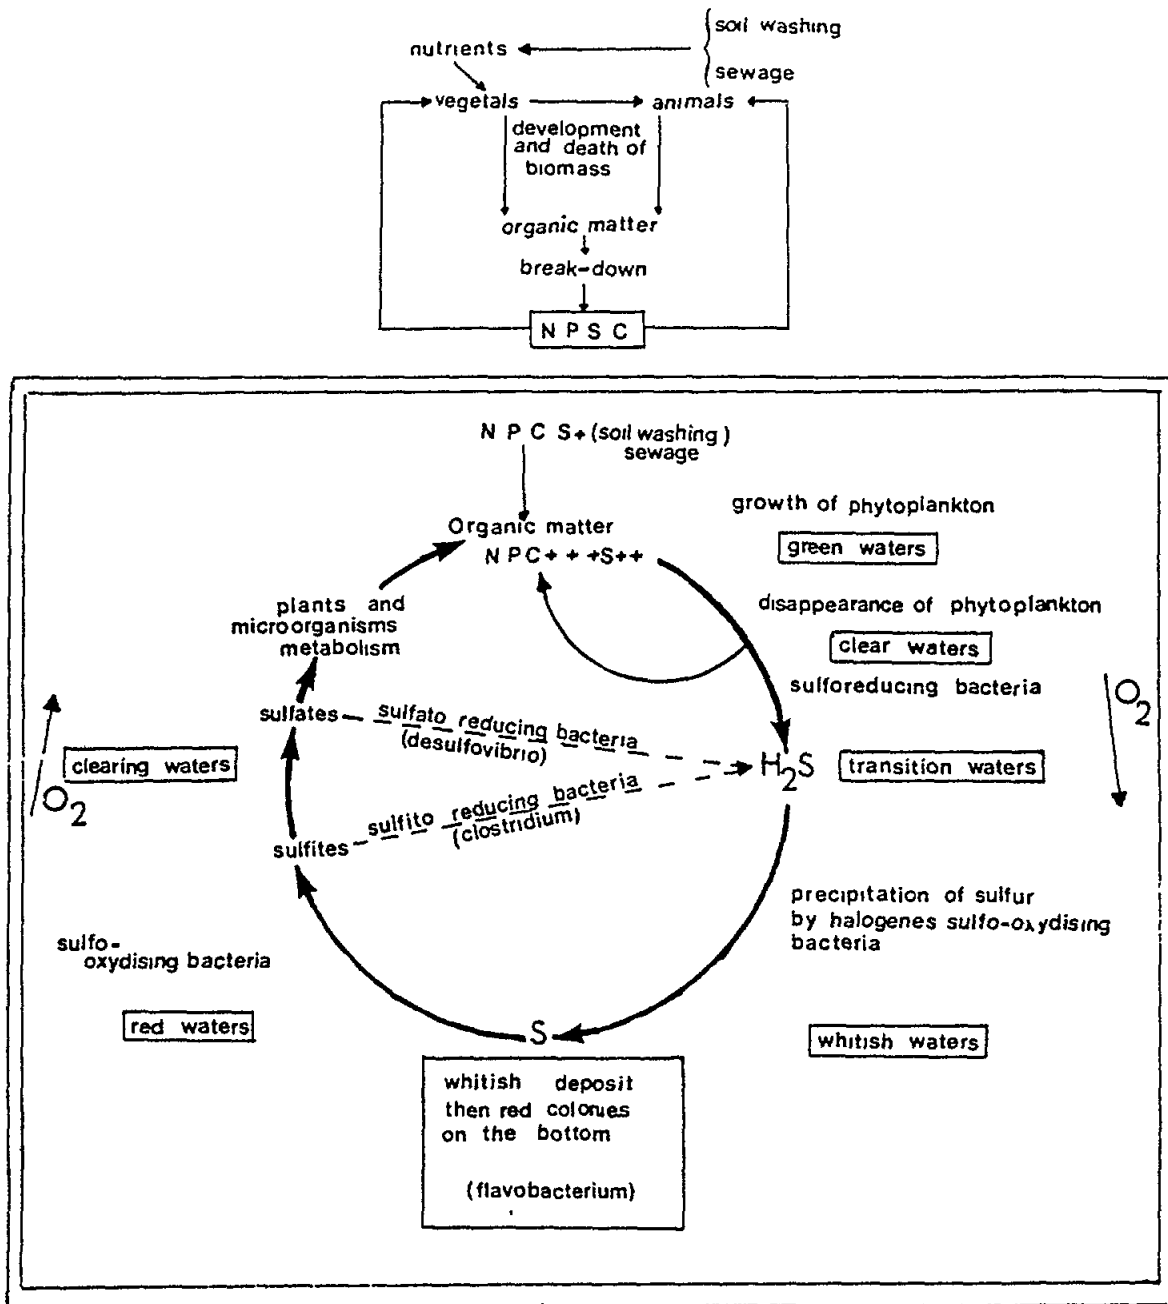 soil washing
nutrients
sewage
vegetals
animals
development
and death of
biomass
organic matter
break-down
N P S C
N P C S+ (soil washing)
sewage
growth of phytoplankton
Organic matter
green waters
N P C + + + S + +
plants and
microorganisms
metabolism
disappearance of phytoplankton
clear waters
sulforeducing bacteria
O2
sulfates
sulfato reducing bacteria
(desulfovibrio)
clearing waters
H2S
transition waters
O2
sulfito reducing bacteria
(clostridium)
sulfites
precipitation of sulfur
by halogenes sulfo-oxydising
bacteria
sulfo-
oxydising bacteria
red waters
S
whitish waters
whitish deposit
then red colonies
on the bottom
(flavobacterium)